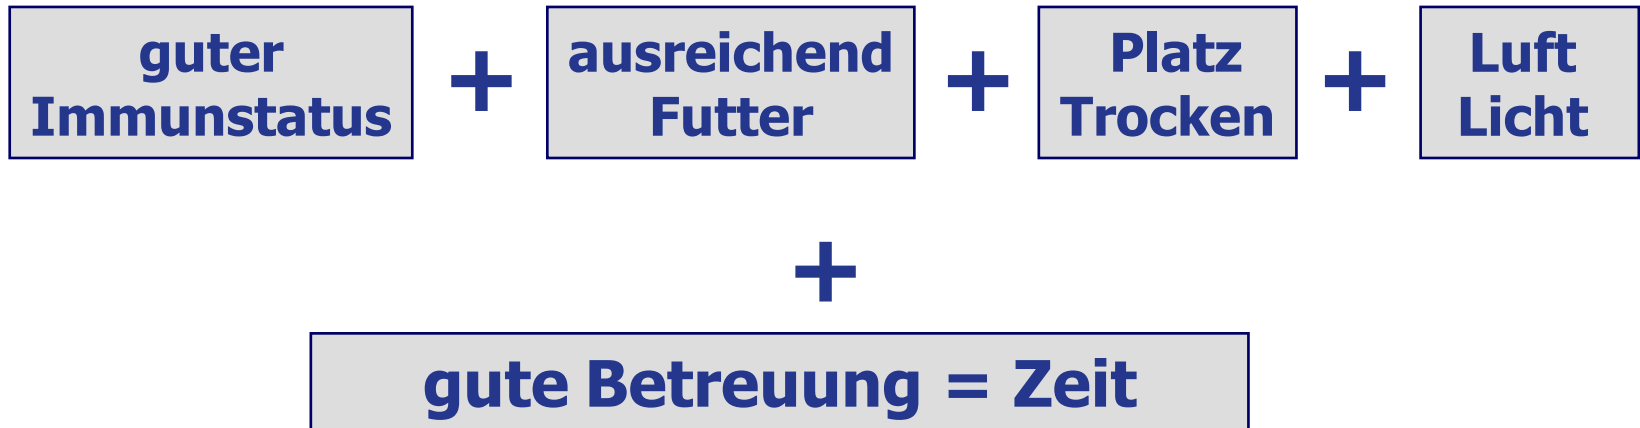 guter
Immunstatus
+
ausreichend
Futter
+
Platz
Trocken
+
Luft
Licht
+
gute Betreuung = Zeit